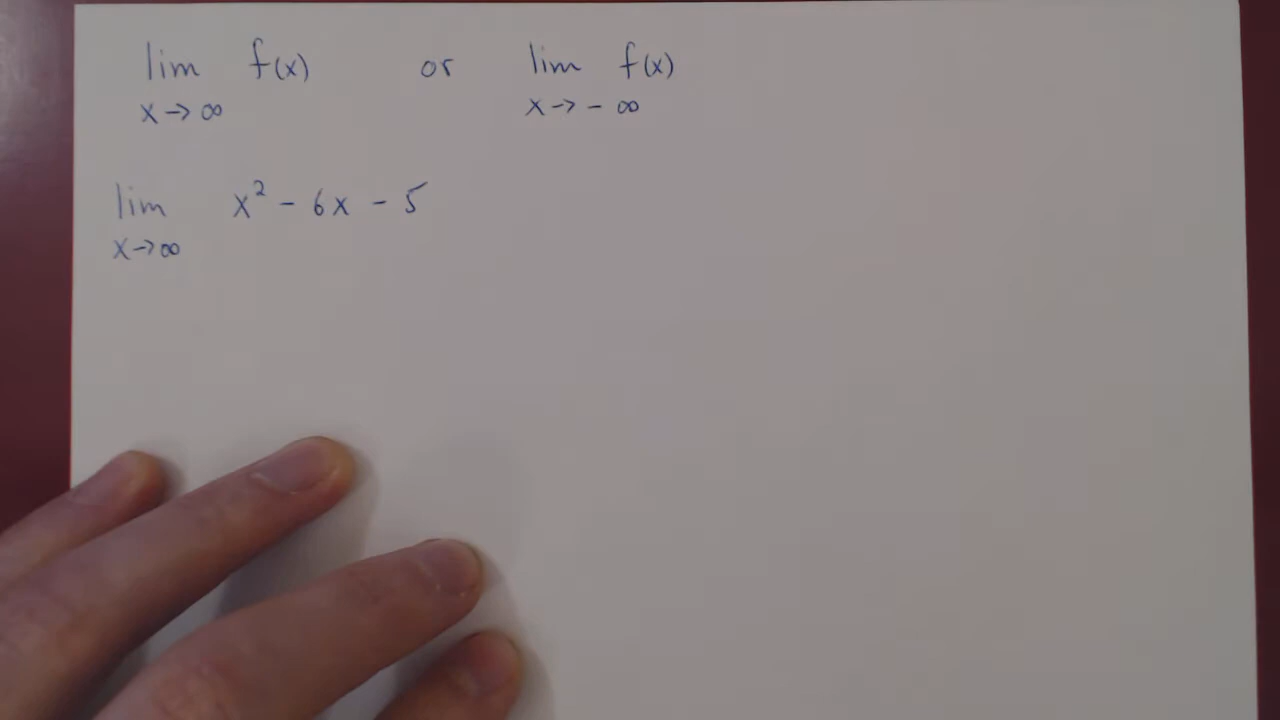 lim f(x) or lim f(x)
x → ∞ x → - ∞
lim x² - 6x - 5
x → ∞